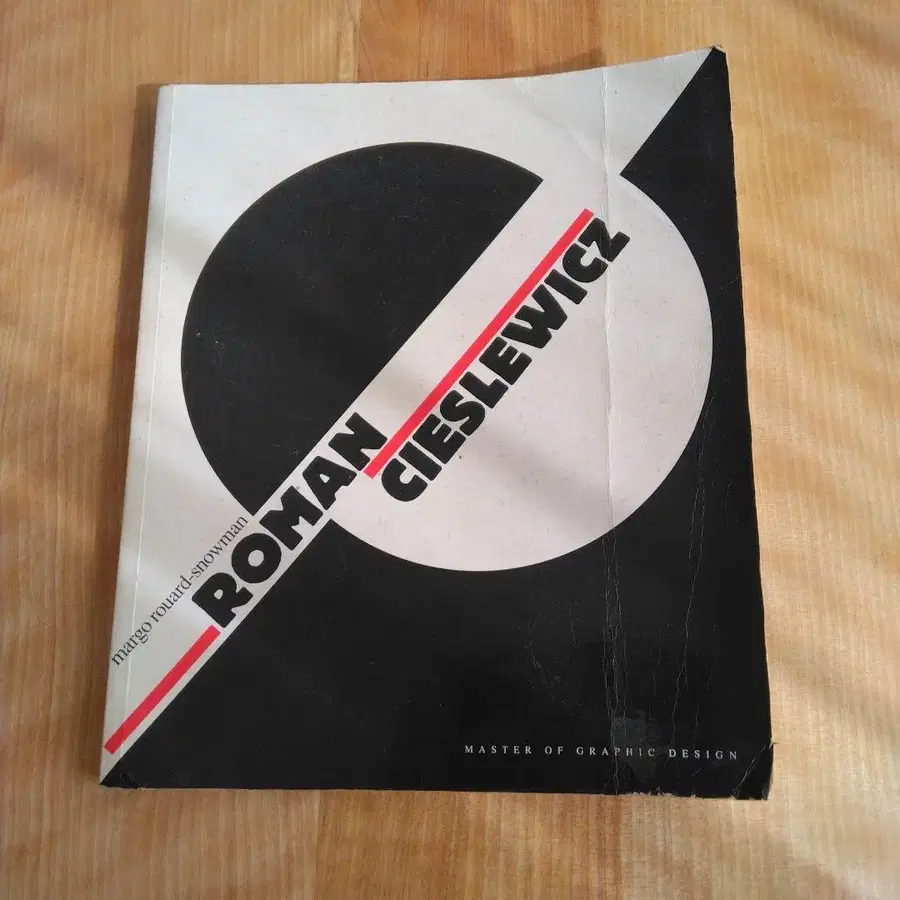 margo rouard-snowman
ROMAN
CIESLEWICZ
MASTER OF GRAPHIC DESIGN